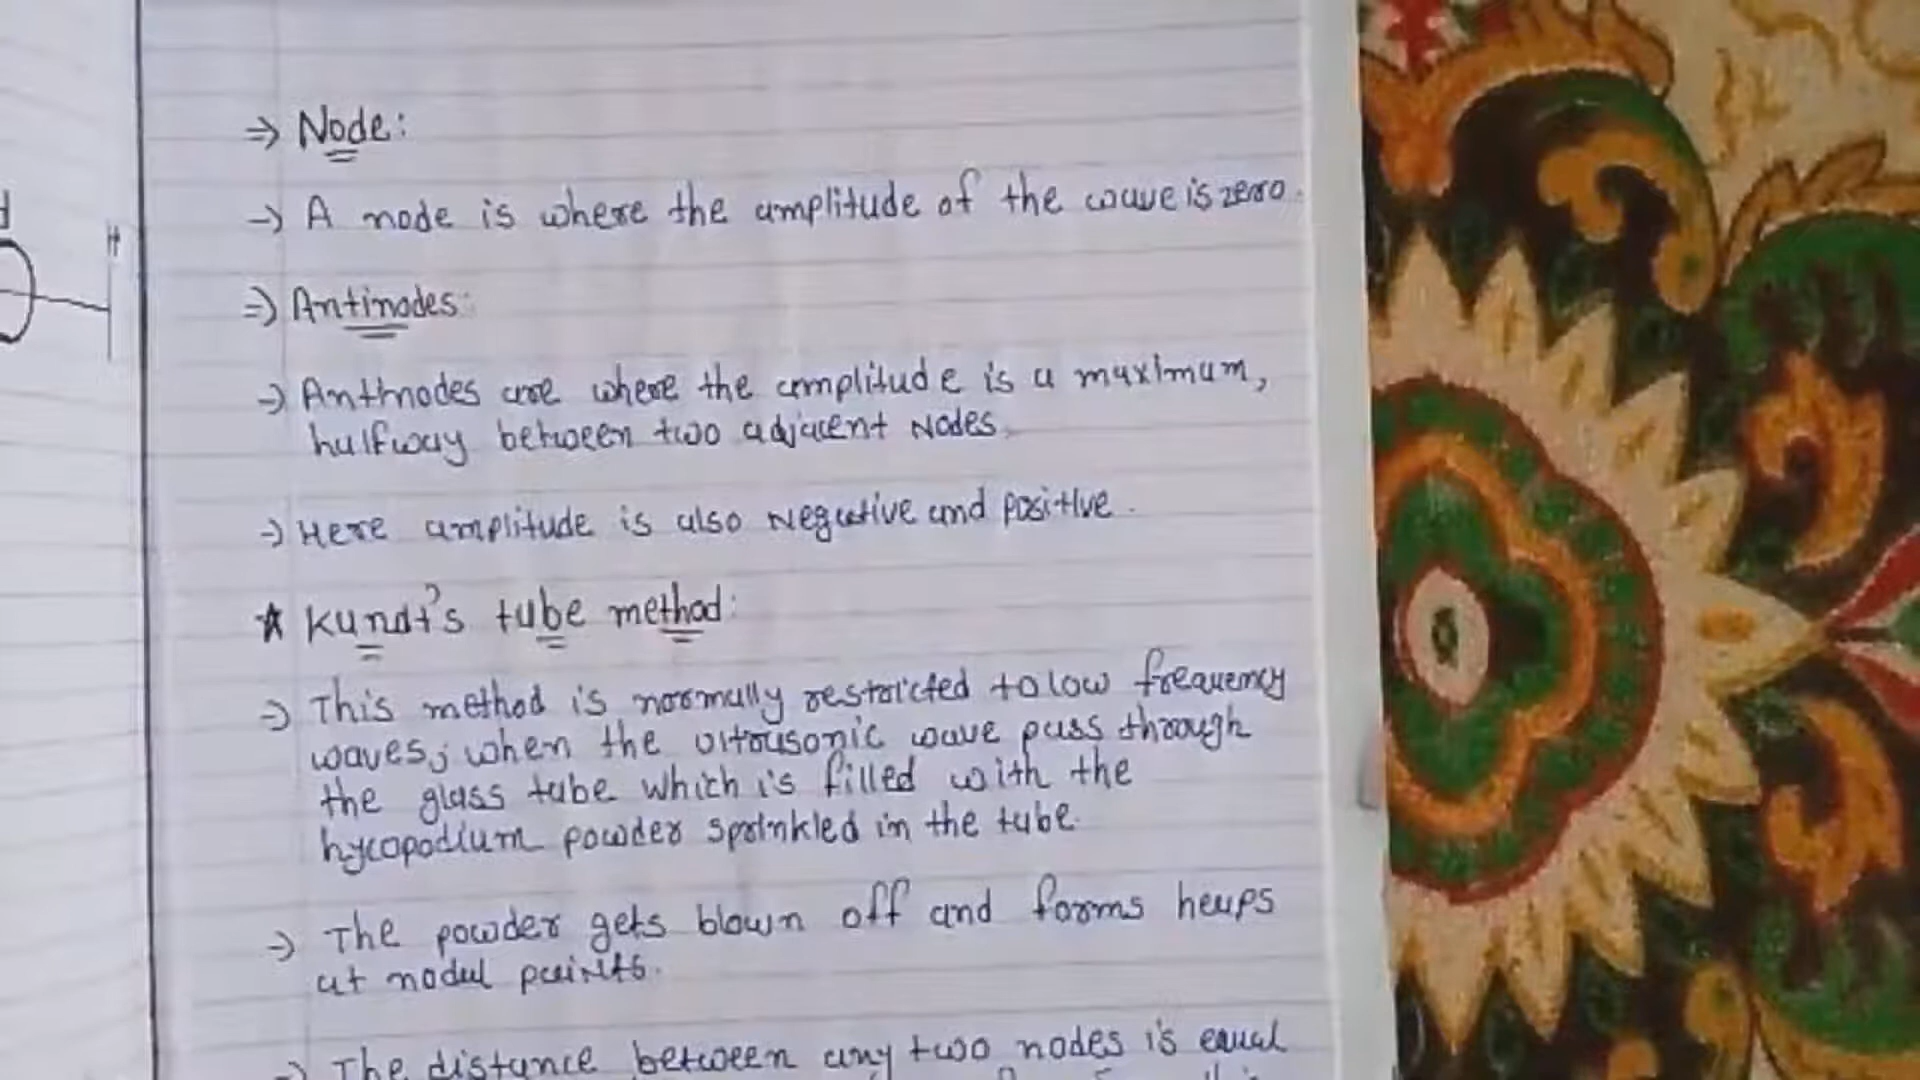 ⇒ Node:
→ A node is where the amplitude of the wave is zero.
⇒ Antinodes:
→ Antinodes are where the amplitude is a maximum,
halfway between two adjacent Nodes.
→ Here amplitude is also Negative and positive.
☆ Kundt's tube method:
→ This method is normally restricted to low frequency
waves; when the ultrasonic wave pass through
the glass tube which is filled with the
hycopodium powder sprinkled in the tube.
→ The powder gets blown off and forms heaps
at nodal points.
→ The distance between any two nodes is equal